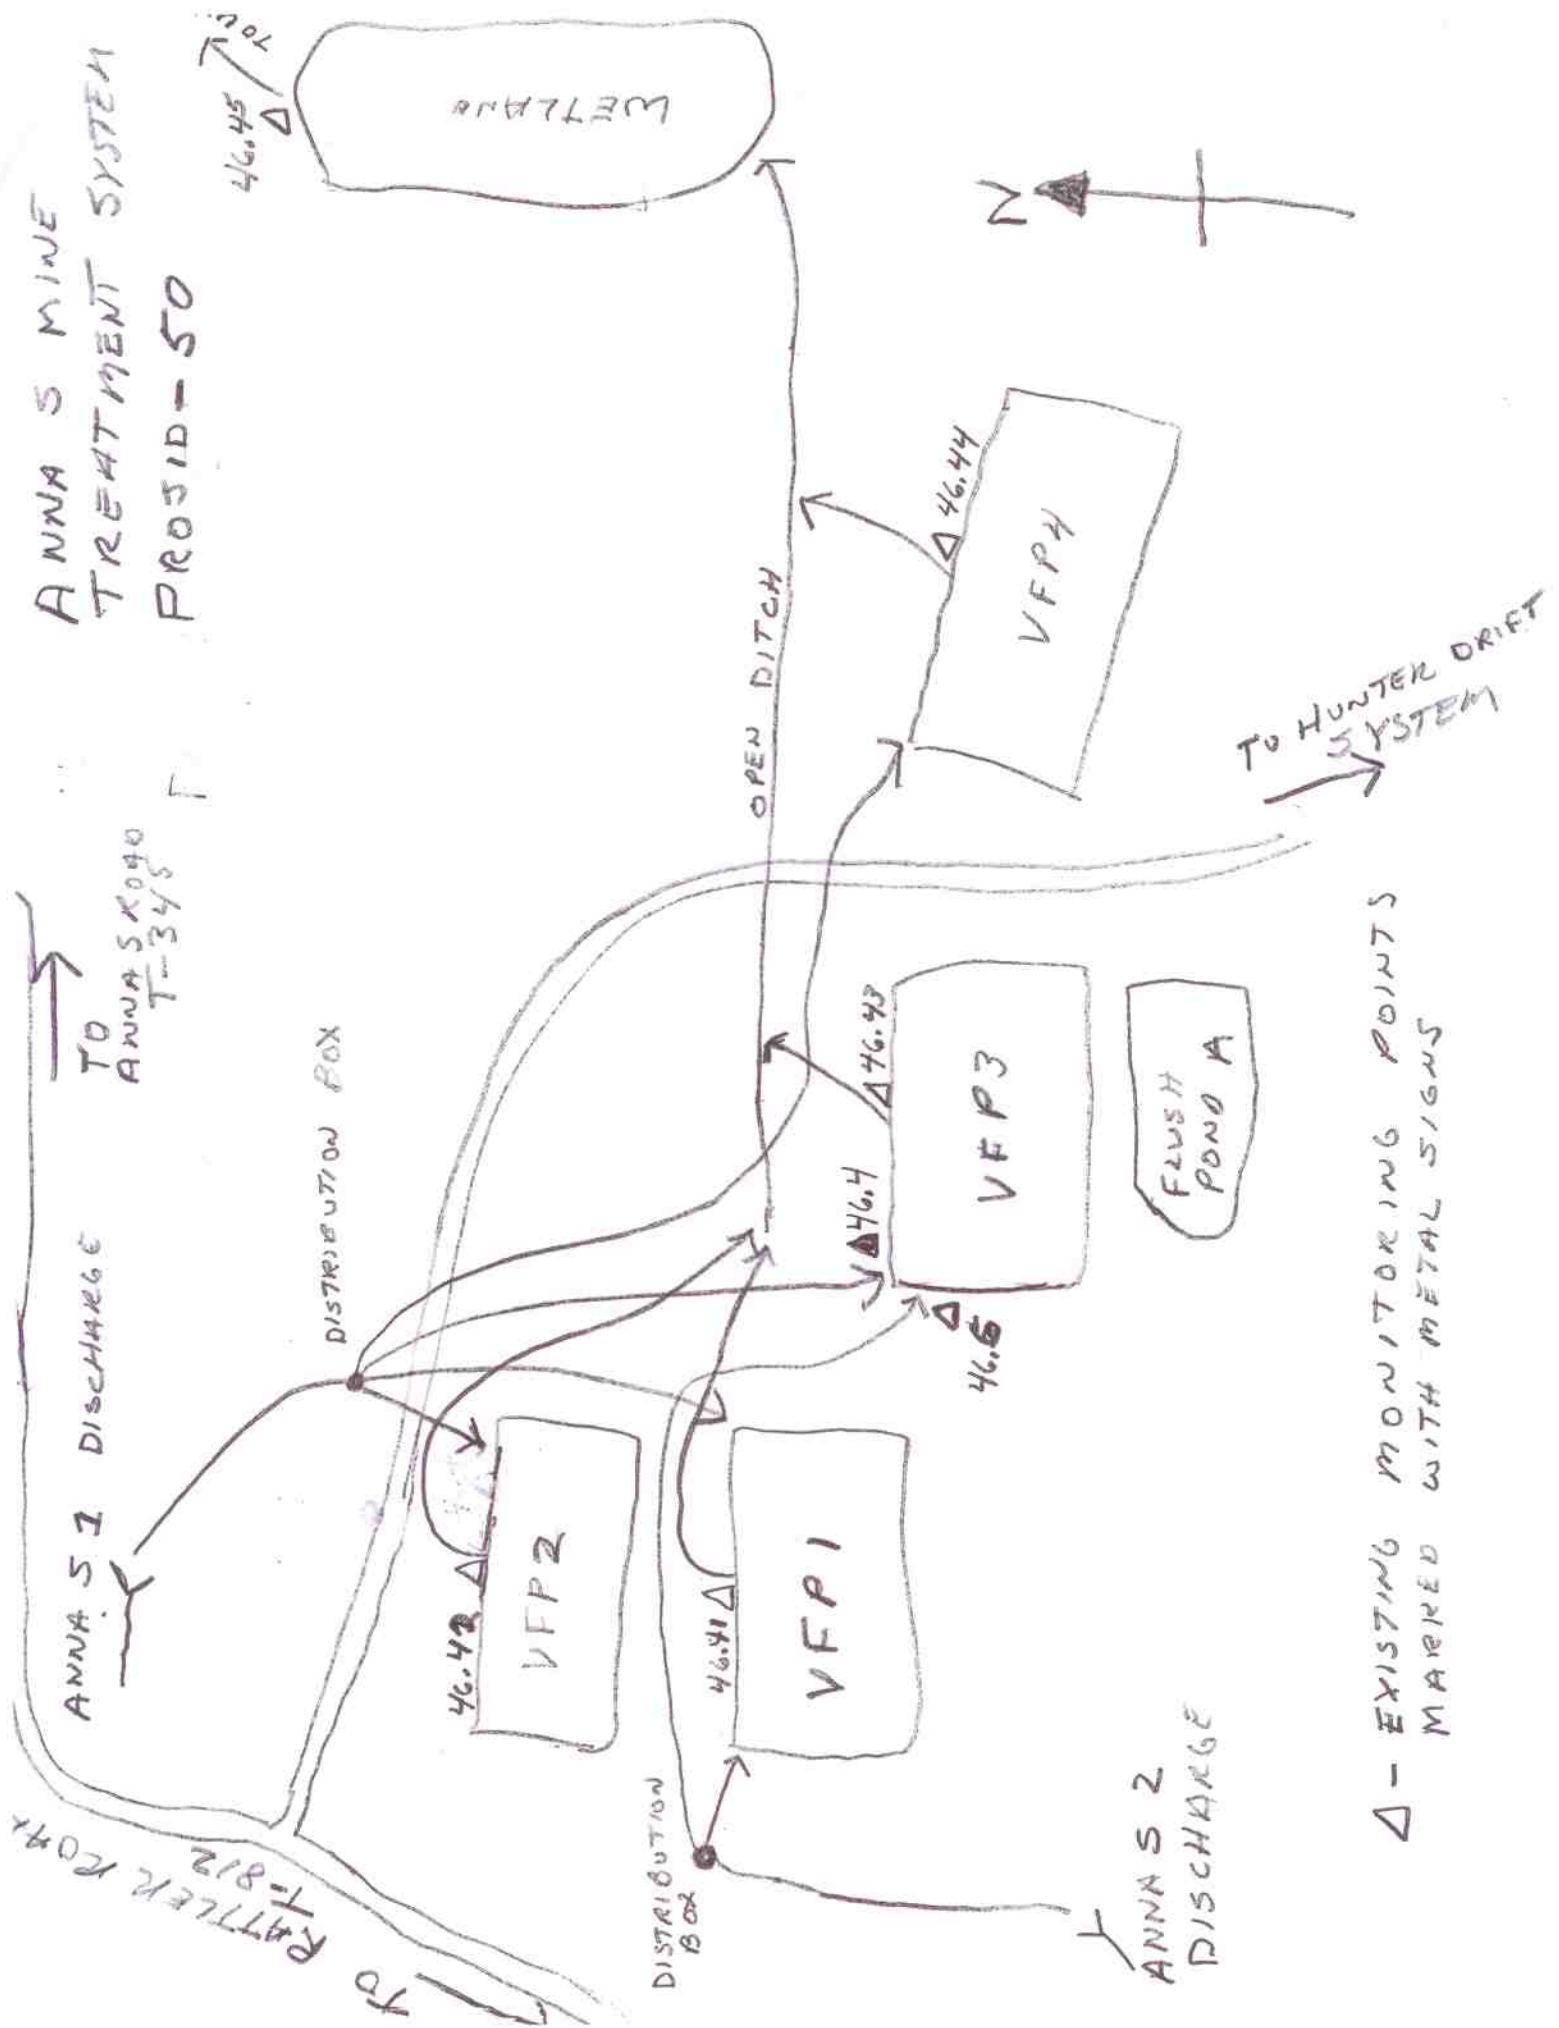 ANNA S MINE
TREATMENT SYSTEM
PROJID-50
TO
ANNA S ROAD
T-345
ANNA S 1 DISCHARGE
DISTRIBUTION BOX
TO RATTLER ROAD
T-812
46.45
WETLAND
OPEN DITCH
46.42
VFP2
46.41
VFP1
46.4
46.43
VFP3
46.6
46.44
VFP4
FLUSH
POND A
DISTRIBUTION
BOX
ANNA S 2
DISCHARGE
TO HUNTER DRIFT
SYSTEM
N
Δ - EXISTING MONITORING POINTS
MARKED WITH METAL SIGNS